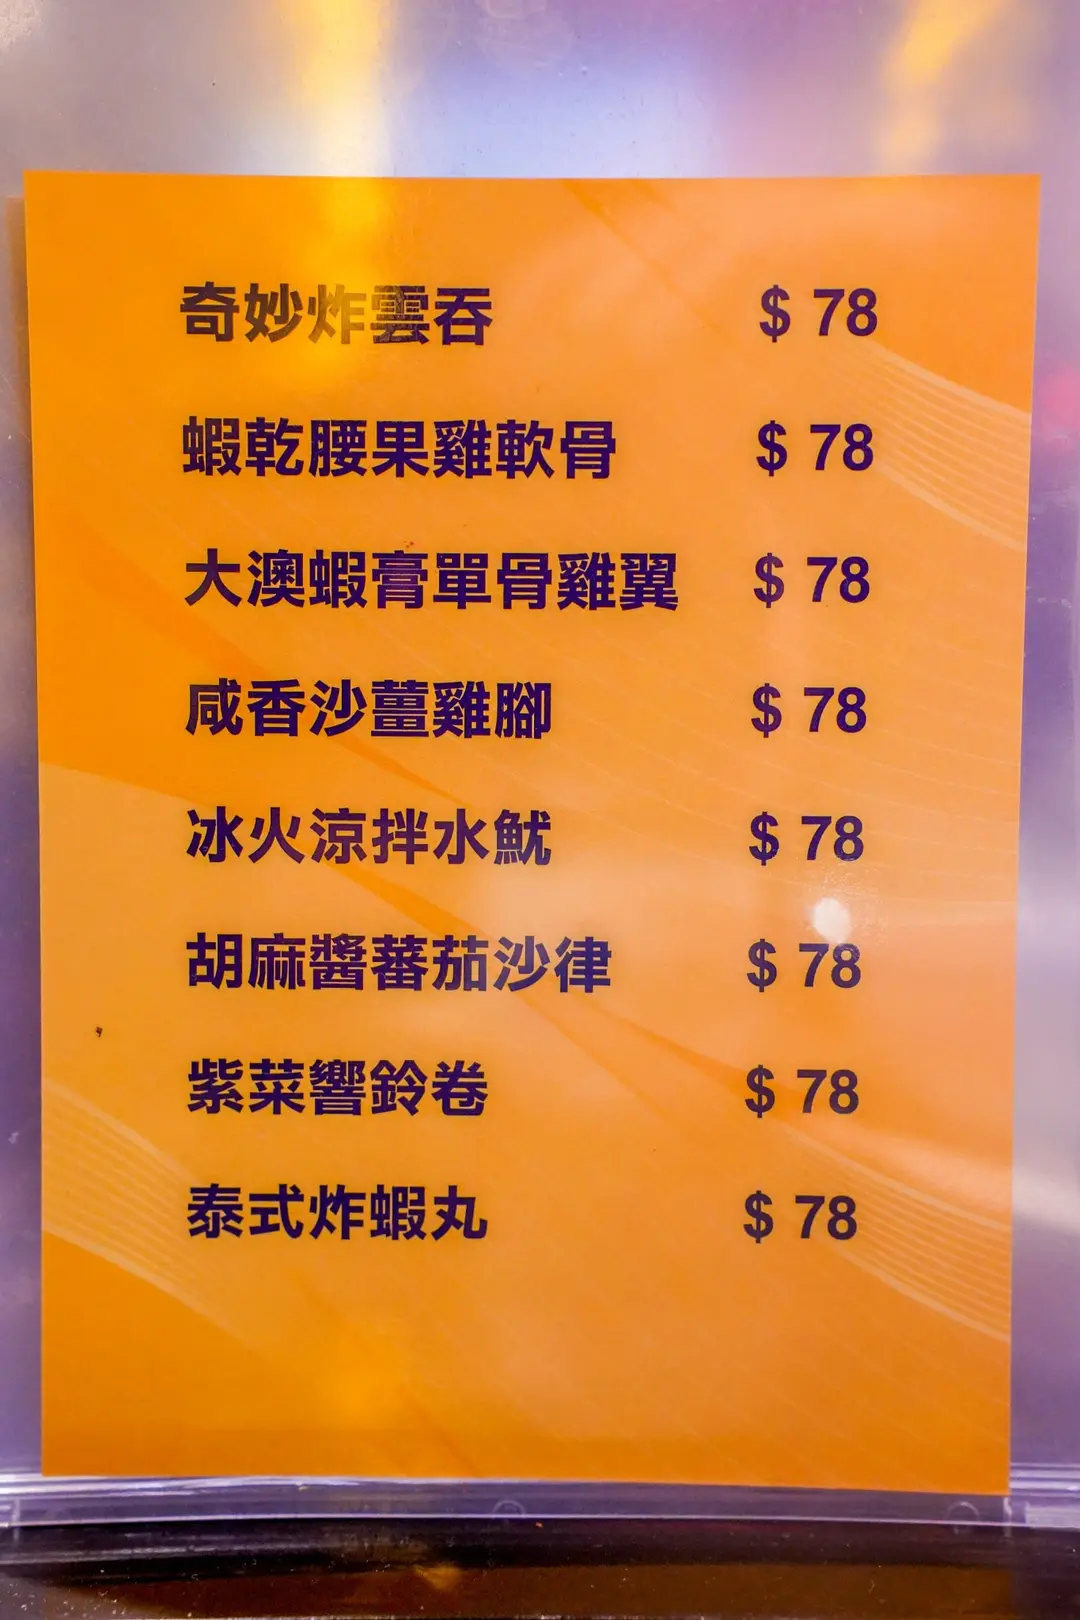 奇妙炸雲吞 $ 78
蝦乾腰果雞軟骨 $ 78
大澳蝦膏單骨雞翼 $ 78
咸香沙薑雞腳 $ 78
冰火涼拌水魷 $ 78
胡麻醬蕃茄沙律 $ 78
紫菜響鈴卷 $ 78
泰式炸蝦丸 $ 78